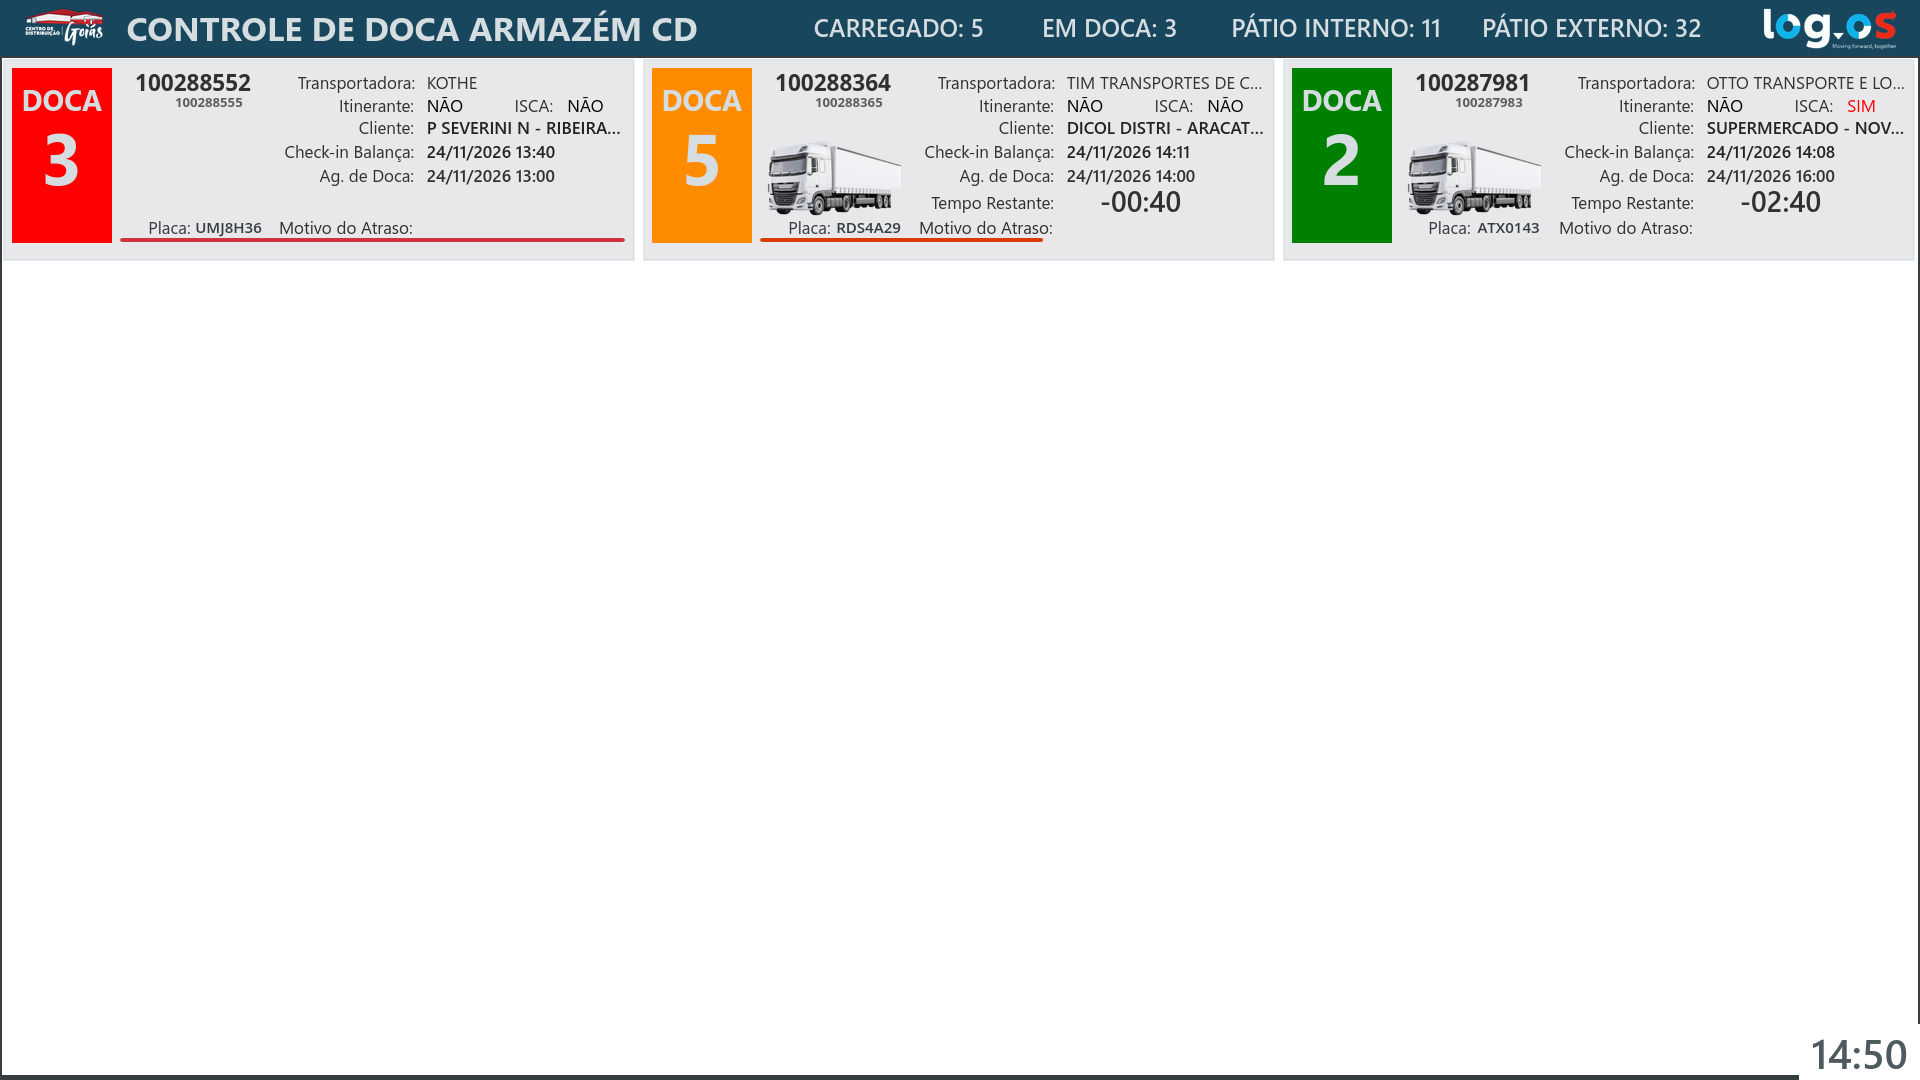 CENTRO DE DISTRIBUIÇÃO Goiás
CONTROLE DE DOCA ARMAZÉM CD
CARREGADO: 5
EM DOCA: 3
PÁTIO INTERNO: 11
PÁTIO EXTERNO: 32
log.os
Moving forward, together
DOCA
3
100288552
100288555
Transportadora: KOTHE
Itinerante: NÃO ISCA: NÃO
Cliente: P SEVERINI N - RIBEIRA...
Check-in Balança: 24/11/2026 13:40
Ag. de Doca: 24/11/2026 13:00
Placa: UMJ8H36 Motivo do Atraso:
DOCA
5
100288364
100288365
Transportadora: TIM TRANSPORTES DE C...
Itinerante: NÃO ISCA: NÃO
Cliente: DICOL DISTRI - ARACAT...
Check-in Balança: 24/11/2026 14:11
Ag. de Doca: 24/11/2026 14:00
Tempo Restante: -00:40
Placa: RDS4A29 Motivo do Atraso:
DOCA
2
100287981
100287983
Transportadora: OTTO TRANSPORTE E LO...
Itinerante: NÃO ISCA: SIM
Cliente: SUPERMERCADO - NOV...
Check-in Balança: 24/11/2026 14:08
Ag. de Doca: 24/11/2026 16:00
Tempo Restante: -02:40
Placa: ATX0143 Motivo do Atraso:
14:50